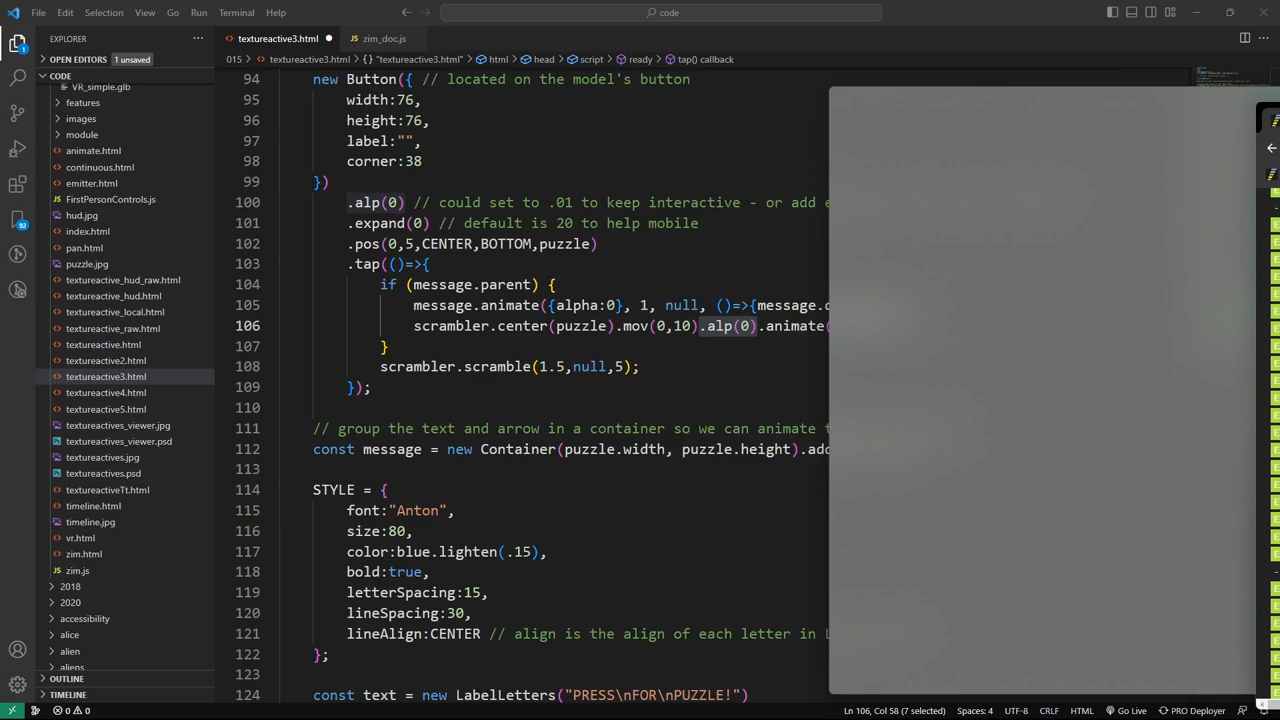 File Edit Selection View Go Run Terminal Help
code
EXPLORER
textureactive3.html
zim_doc.js
OPEN EDITORS 1 unsaved
015 > textureactive3.html > {} "textureactive3.html" > html > head > script > ready > tap() callback
CODE
VR_simple.glb
features
images
module
animate.html
continuous.html
emitter.html
FirstPersonControls.js
hud.jpg
index.html
pan.html
puzzle.jpg
textureactive_hud_raw.html
textureactive_hud.html
textureactive_local.html
textureactive_raw.html
textureactive.html
textureactive2.html
textureactive3.html
textureactive4.html
textureactive5.html
textureactives_viewer.jpg
textureactives_viewer.psd
textureactives.jpg
textureactives.psd
textureactiveTt.html
timeline.html
timeline.jpg
vr.html
zim.html
zim.js
2018
2020
accessibility
alice
alien
aliens
OUTLINE
TIMELINE
1
92
94 new Button({ // located on the model's button
95 width:76,
96 height:76,
97 label:"",
98 corner:38
99 })
100 .alp(0) // could set to .01 to keep interactive - or add
101 .expand(0) // default is 20 to help mobile
102 .pos(0,5,CENTER,BOTTOM,puzzle)
103 .tap(()=>{
104 if (message.parent) {
105 message.animate({alpha:0}, 1, null, ()=>{message.
106 scrambler.center(puzzle).mov(0,10).alp(0).animate(
107 }
108 scrambler.scramble(1.5,null,5);
109 });
110
111 // group the text and arrow in a container so we can animate
112 const message = new Container(puzzle.width, puzzle.height).add
113
114 STYLE = {
115 font:"Anton",
116 size:80,
117 color:blue.lighten(.15),
118 bold:true,
119 letterSpacing:15,
120 lineSpacing:30,
121 lineAlign:CENTER // align is the align of each letter in
122 };
123
124 const text = new LabelLetters("PRESS\nFOR\nPUZZLE!")
0 0 Ln 106, Col 58 (7 selected) Spaces: 4 UTF-8 CRLF HTML Go Live PRO Deployer